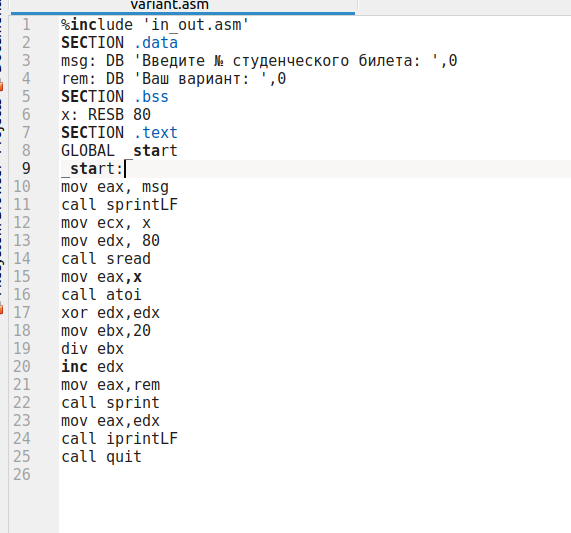 variant.asm
1 %include 'in_out.asm'
2 SECTION .data
3 msg: DB 'Введите № студенческого билета: ',0
4 rem: DB 'Ваш вариант: ',0
5 SECTION .bss
6 x: RESB 80
7 SECTION .text
8 GLOBAL _start
9 _start:
10 mov eax, msg
11 call sprintLF
12 mov ecx, x
13 mov edx, 80
14 call sread
15 mov eax,x
16 call atoi
17 xor edx,edx
18 mov ebx,20
19 div ebx
20 inc edx
21 mov eax,rem
22 call sprint
23 mov eax,edx
24 call iprintLF
25 call quit
26